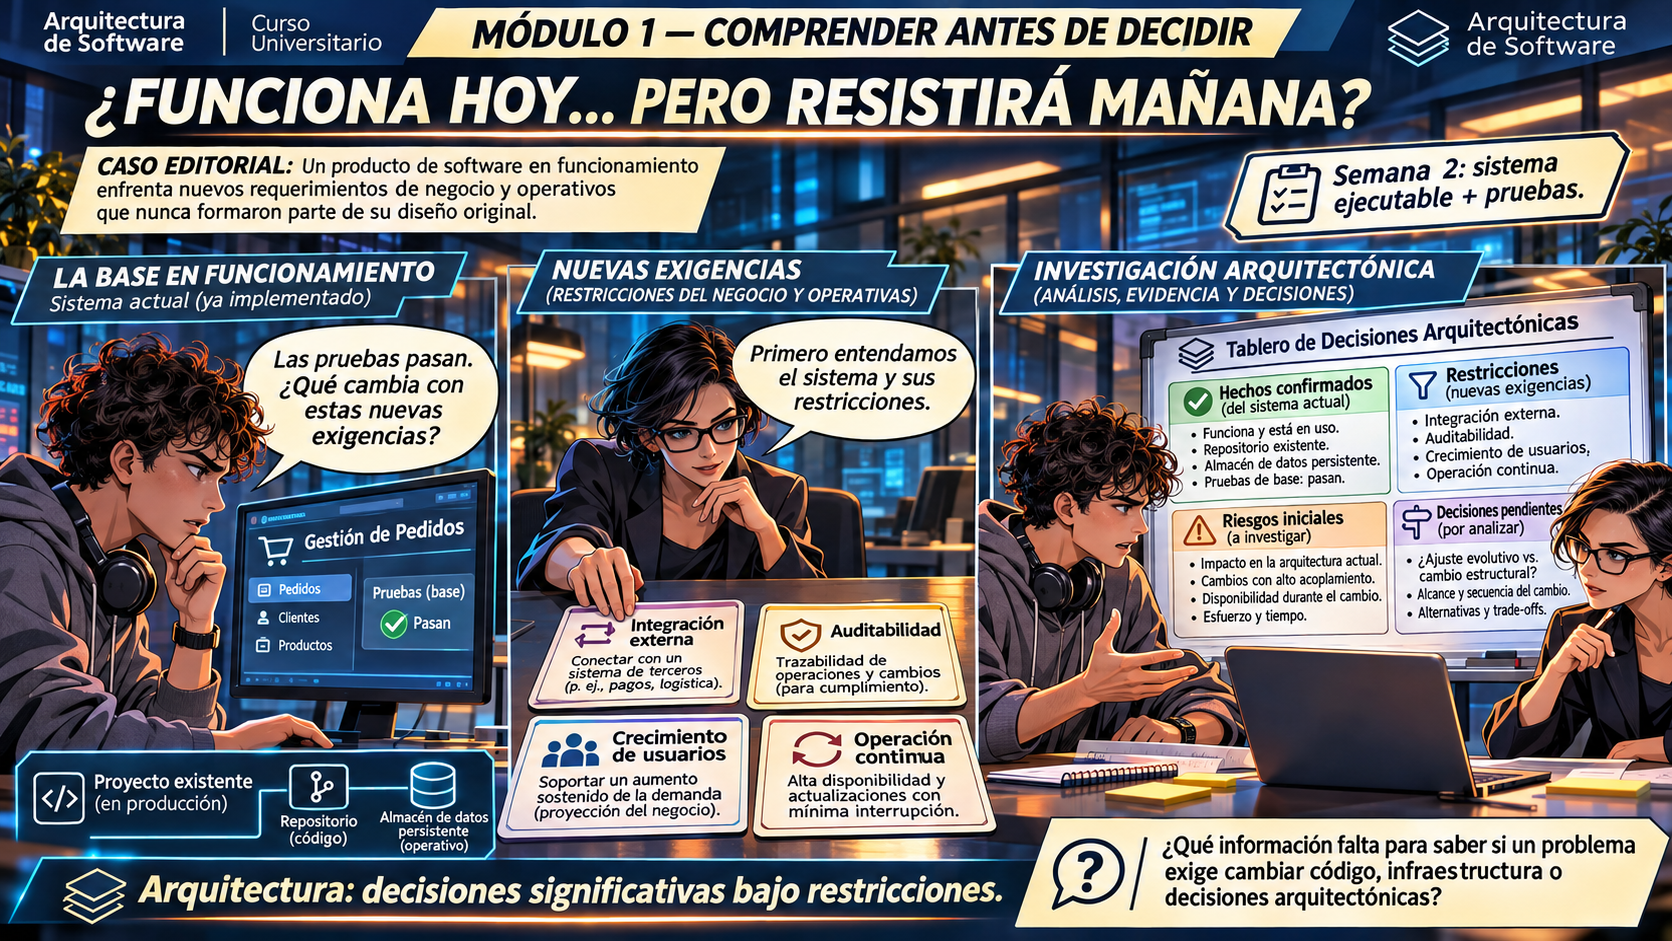 Arquitectura
de Software
Curso
Universitario
MÓDULO 1 — COMPRENDER ANTES DE DECIDIR
Arquitectura
de Software
¿FUNCIONA HOY... PERO RESISTIRÁ MAÑANA?
CASO EDITORIAL: Un producto de software en funcionamiento
enfrenta nuevos requerimientos de negocio y operativos
que nunca formaron parte de su diseño original.
Semana 2: sistema
ejecutable + pruebas.
LA BASE EN FUNCIONAMIENTO
Sistema actual (ya implementado)
Las pruebas pasan.
¿Qué cambia con
estas nuevas
exigencias?
Gestión de Pedidos
Pedidos
Clientes
Productos
Pruebas (base)
Pasan
Proyecto existente
(en producción)
Repositorio
(código)
Almacén de datos
persistente
(operativo)
NUEVAS EXIGENCIAS
(RESTRICCIONES DEL NEGOCIO Y OPERATIVAS)
Primero entendamos
el sistema y sus
restricciones.
Integración
externa
Conectar con un
sistema de terceros
(p. ej., pagos, logística).
Auditabilidad
Trazabilidad de
operaciones y cambios
(para cumplimiento).
Crecimiento
de usuarios
Soportar un aumento
sostenido de la demanda
(proyección del negocio).
Operación
continua
Alta disponibilidad y
actualizaciones con
mínima interrupción.
INVESTIGACIÓN ARQUITECTÓNICA
(ANÁLISIS, EVIDENCIA Y DECISIONES)
Tablero de Decisiones Arquitectónicas
Hechos confirmados
(del sistema actual)
• Funciona y está en uso.
• Repositorio existente.
• Almacén de datos persistente.
• Pruebas de base: pasan.
Restricciones
(nuevas exigencias)
• Integración externa.
• Auditabilidad.
• Crecimiento de usuarios,
• Operación continua.
Riesgos iniciales
(a investigar)
• Impacto en la arquitectura actual.
• Cambios con alto acoplamiento.
• Disponibilidad durante el cambio.
• Esfuerzo y tiempo.
Decisiones pendientes
(por analizar)
• ¿Ajuste evolutivo vs.
cambio estructural?
• Alcance y secuencia del cambio.
• Alternativas y trade-offs.
Arquitectura: decisiones significativas bajo restricciones.
¿Qué información falta para saber si un problema
exige cambiar código, infraestructura o
decisiones arquitectónicas?